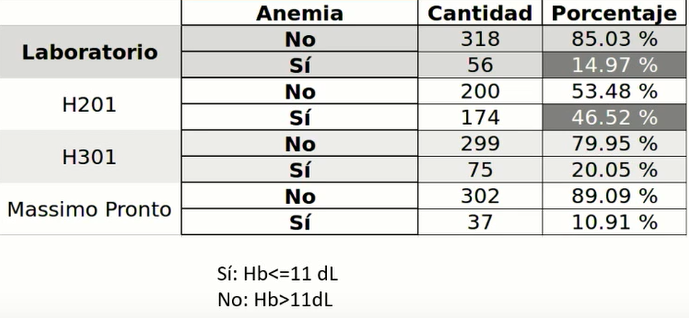 Anemia Cantidad Porcentaje
Laboratorio No 318 85.03 %
Sí 56 14.97 %
H201 No 200 53.48 %
Sí 174 46.52 %
H301 No 299 79.95 %
Sí 75 20.05 %
Massimo Pronto No 302 89.09 %
Sí 37 10.91 %
Sí: Hb<=11 dL
No: Hb>11dL